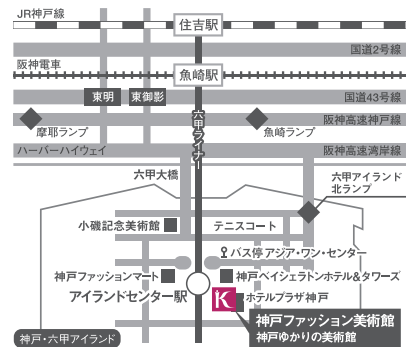 JR神戸線
住吉駅
国道2号線
阪神電車
魚崎駅
東明
東御影
国道43号線
六甲ライナー
摩耶ランプ
魚崎ランプ
阪神高速神戸線
ハーバーハイウェイ
阪神高速湾岸線
六甲大橋
六甲アイランド
北ランプ
小磯記念美術館
テニスコート
バス停 アジア・ワン・センター
神戸ファッションマート
神戸ベイシェラトンホテル&タワーズ
アイランドセンター駅
K
ホテルプラザ神戸
神戸ファッション美術館
神戸ゆかりの美術館
神戸・六甲アイランド